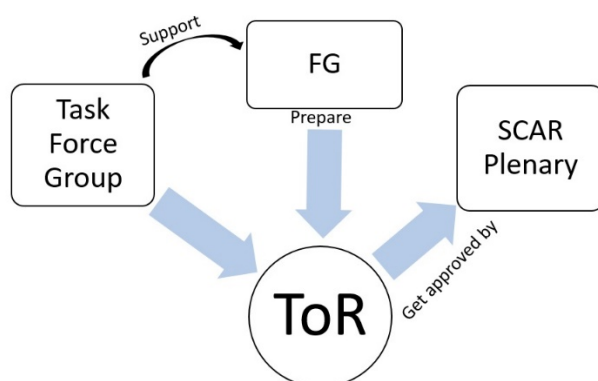 Support
FG
Prepare
Task
Force
Group
SCAR
Plenary
Get approved by
ToR